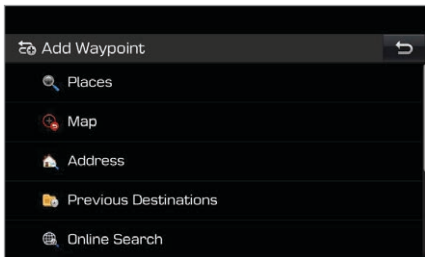 Add Waypoint
Places
Map
Address
Previous Destinations
Online Search